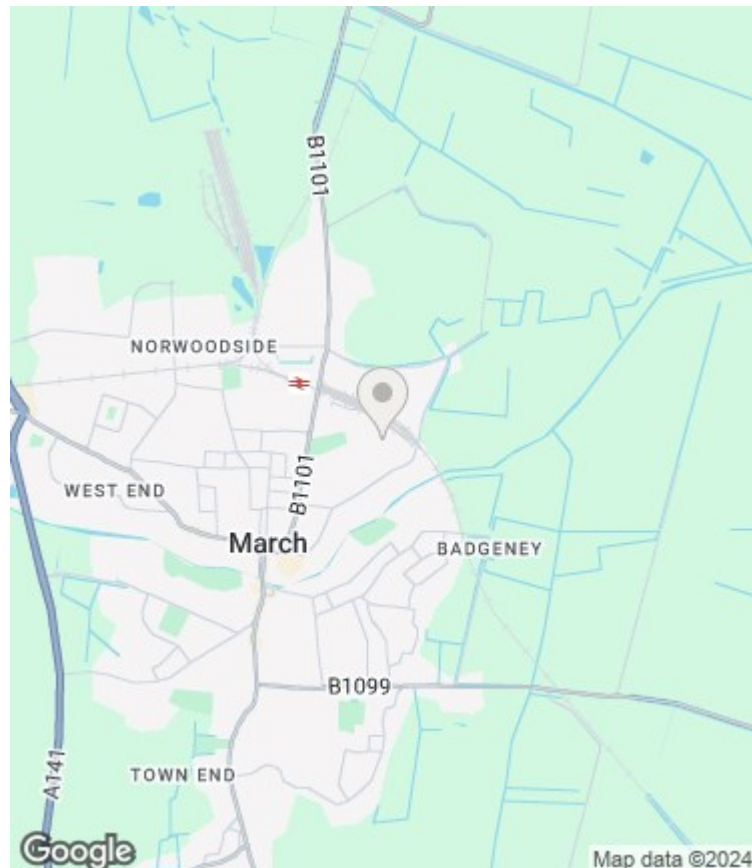 B1101
NORWOODSIDE
WEST END
B1101
March
BADGENEY
B1099
TOWN END
A141
Google
Map data ©2024